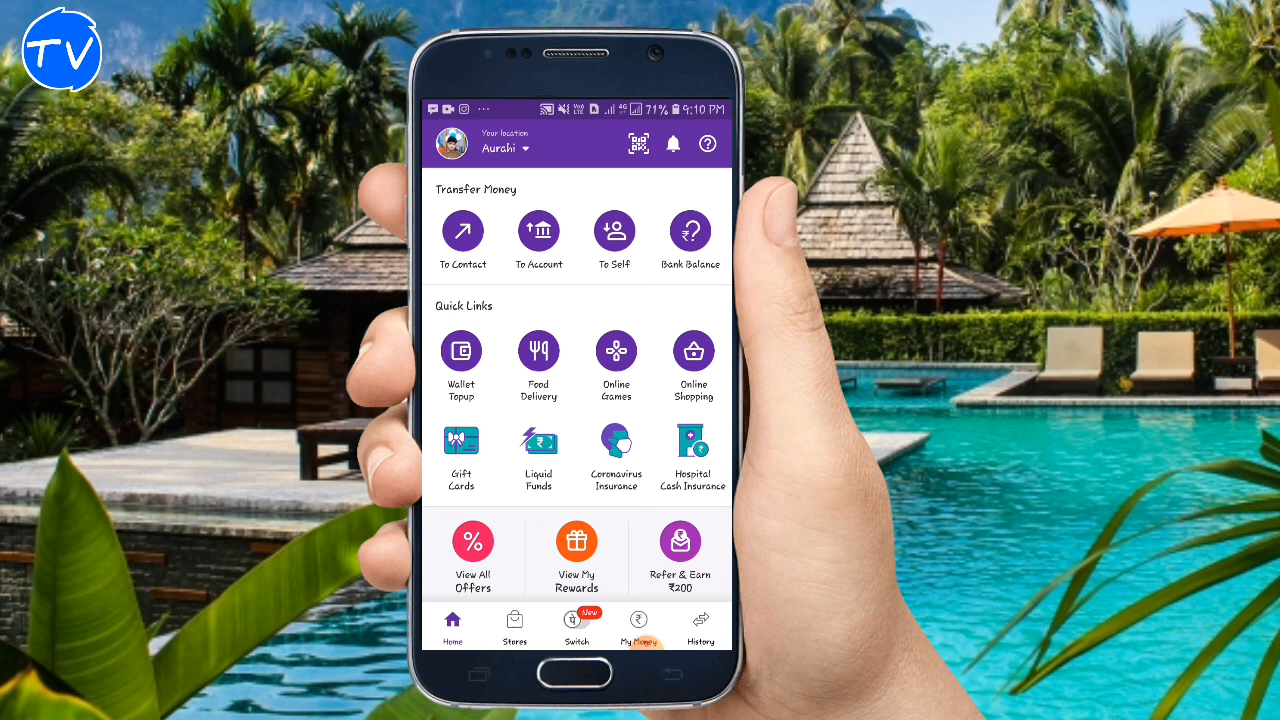 TV
71% 9:10 PM
Your location
Aurahi
Transfer Money
To Contact
To Account
To Self
Bank Balance
Quick Links
Wallet
Topup
Food
Delivery
Online
Games
Online
Shopping
Gift
Cards
Liquid
Funds
Coronavirus
Insurance
Hospital
Cash Insurance
View All
Offers
View My
Rewards
Refer & Earn
₹200
New
Home
Stores
Switch
My Money
History